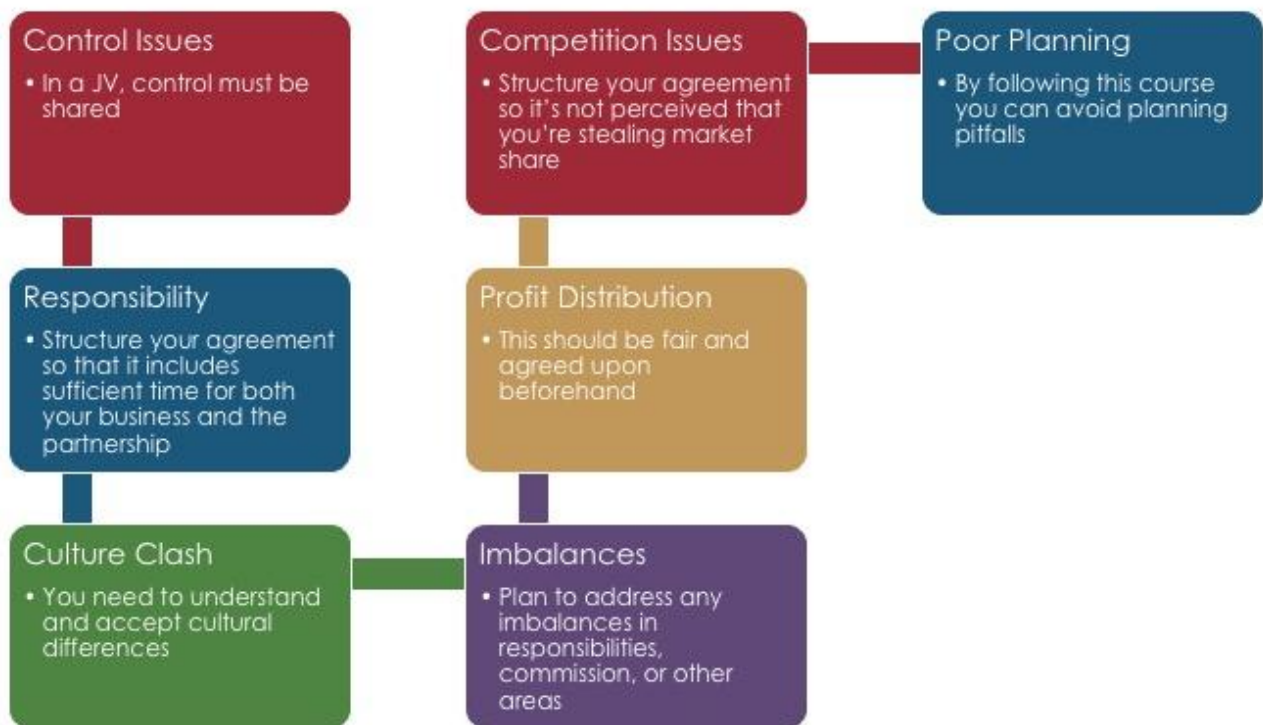 Control Issues
• In a JV, control must be
shared
Responsibility
• Structure your agreement
so that it includes
sufficient time for both
your business and the
partnership
Culture Clash
• You need to understand
and accept cultural
differences
Imbalances
• Plan to address any
imbalances in
responsibilities,
commission, or other
areas
Profit Distribution
• This should be fair and
agreed upon
beforehand
Competition Issues
• Structure your agreement
so it's not perceived that
you're stealing market
share
Poor Planning
• By following this course
you can avoid planning
pitfalls